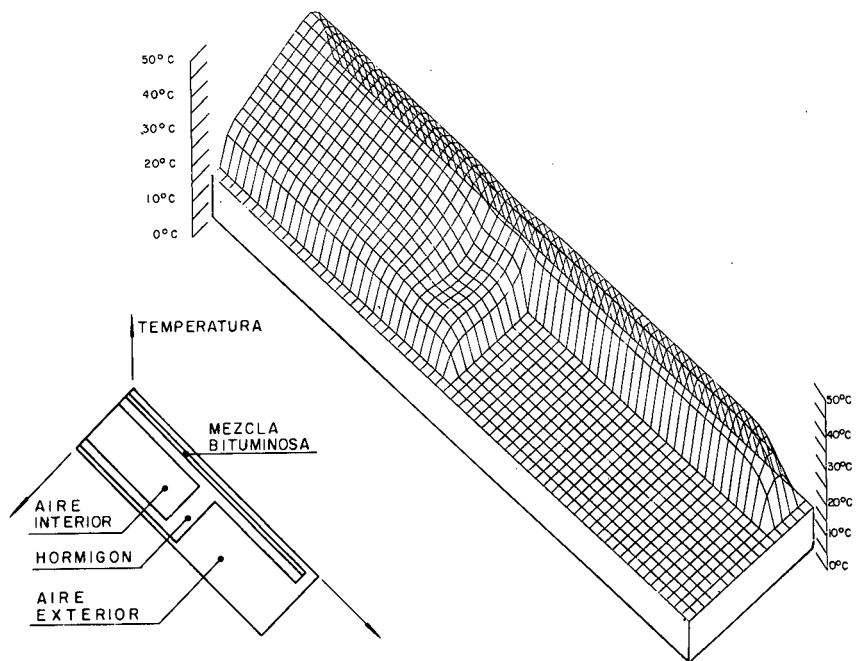 50°C
40°C
30°C
20°C
10°C
0°C
TEMPERATURA
MEZCLA
BITUMINOSA
AIRE
INTERIOR
HORMIGON
AIRE
EXTERIOR
50°C
40°C
30°C
20°C
10°C
0°C